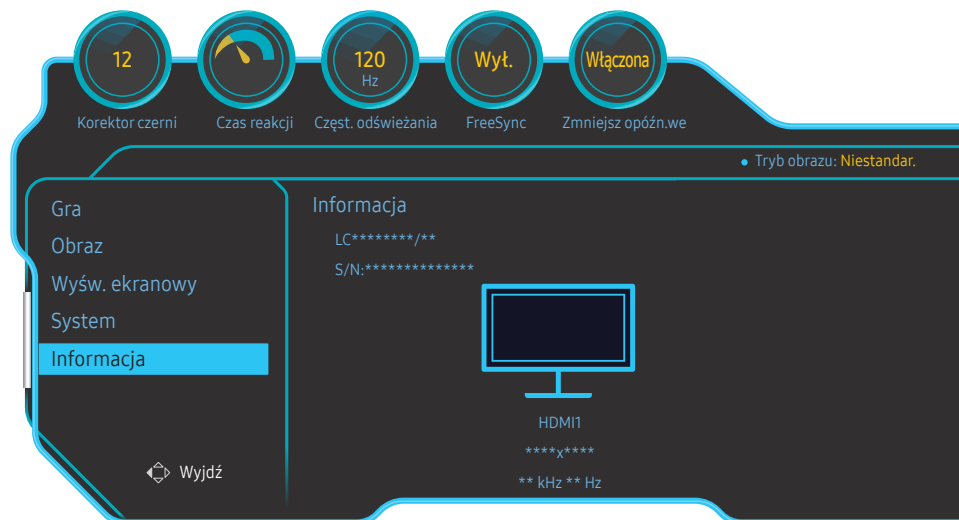 12
120
Hz
Wył.
Włączona
Korektor czerni
Czas reakcji
Częst. odświeżania
FreeSync
Zmniejsz opóźn.we
Tryb obrazu: Niestandar.
Gra
Obraz
Wyśw. ekranowy
System
Informacja
Wyjdź
Informacja
LC********/**
S/N:**************
HDMI1
****x****
** kHz ** Hz